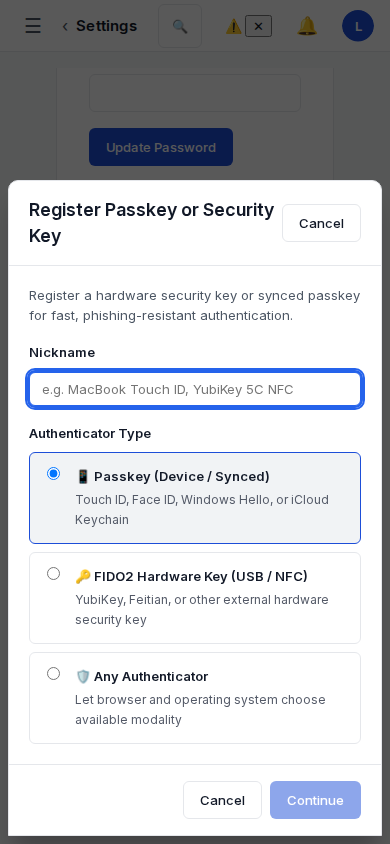 Settings
L
Update Password
Register Passkey or Security
Key
Cancel
Register a hardware security key or synced passkey
for fast, phishing-resistant authentication.
Nickname
e.g. MacBook Touch ID, YubiKey 5C NFC
Authenticator Type
Passkey (Device / Synced)
Touch ID, Face ID, Windows Hello, or iCloud
Keychain
FIDO2 Hardware Key (USB / NFC)
YubiKey, Feitian, or other external hardware
security key
Any Authenticator
Let browser and operating system choose
available modality
Cancel
Continue